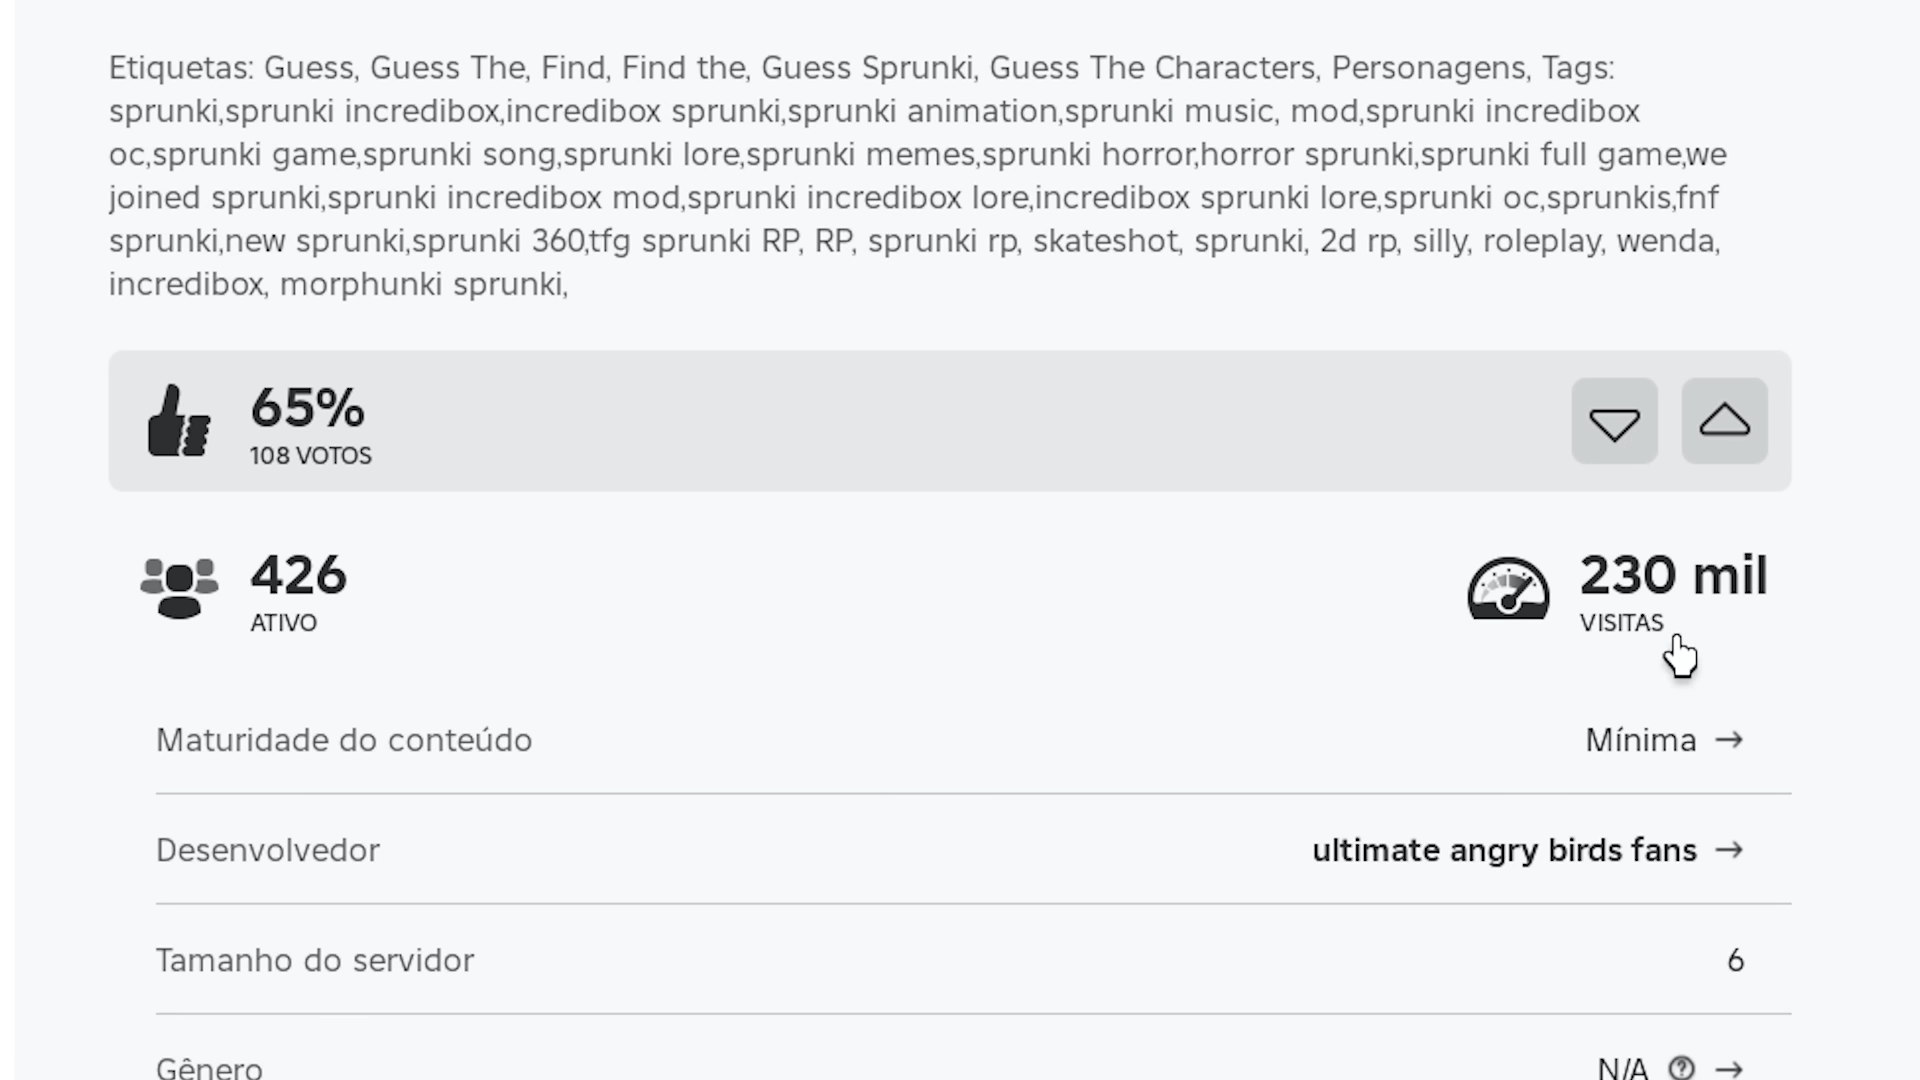 Etiquetas: Guess, Guess The, Find, Find the, Guess Sprunki, Guess The Characters, Personagens, Tags:
sprunki,sprunki incredibox,incredibox sprunki,sprunki animation,sprunki music, mod,sprunki incredibox
oc,sprunki game,sprunki song,sprunki lore,sprunki memes,sprunki horror,horror sprunki,sprunki full game,we
joined sprunki,sprunki incredibox mod,sprunki incredibox lore,incredibox sprunki lore,sprunki oc,sprunkis,fnf
sprunki,new sprunki,sprunki 360,tfg sprunki RP, RP, sprunki rp, skateshot, sprunki, 2d rp, silly, roleplay, wenda,
incredibox, morphunki sprunki,
65%
108 VOTOS
426
ATIVO
230 mil
VISITAS
Maturidade do conteúdo
Mínima
Desenvolvedor
ultimate angry birds fans
Tamanho do servidor
6
Gênero
N/A